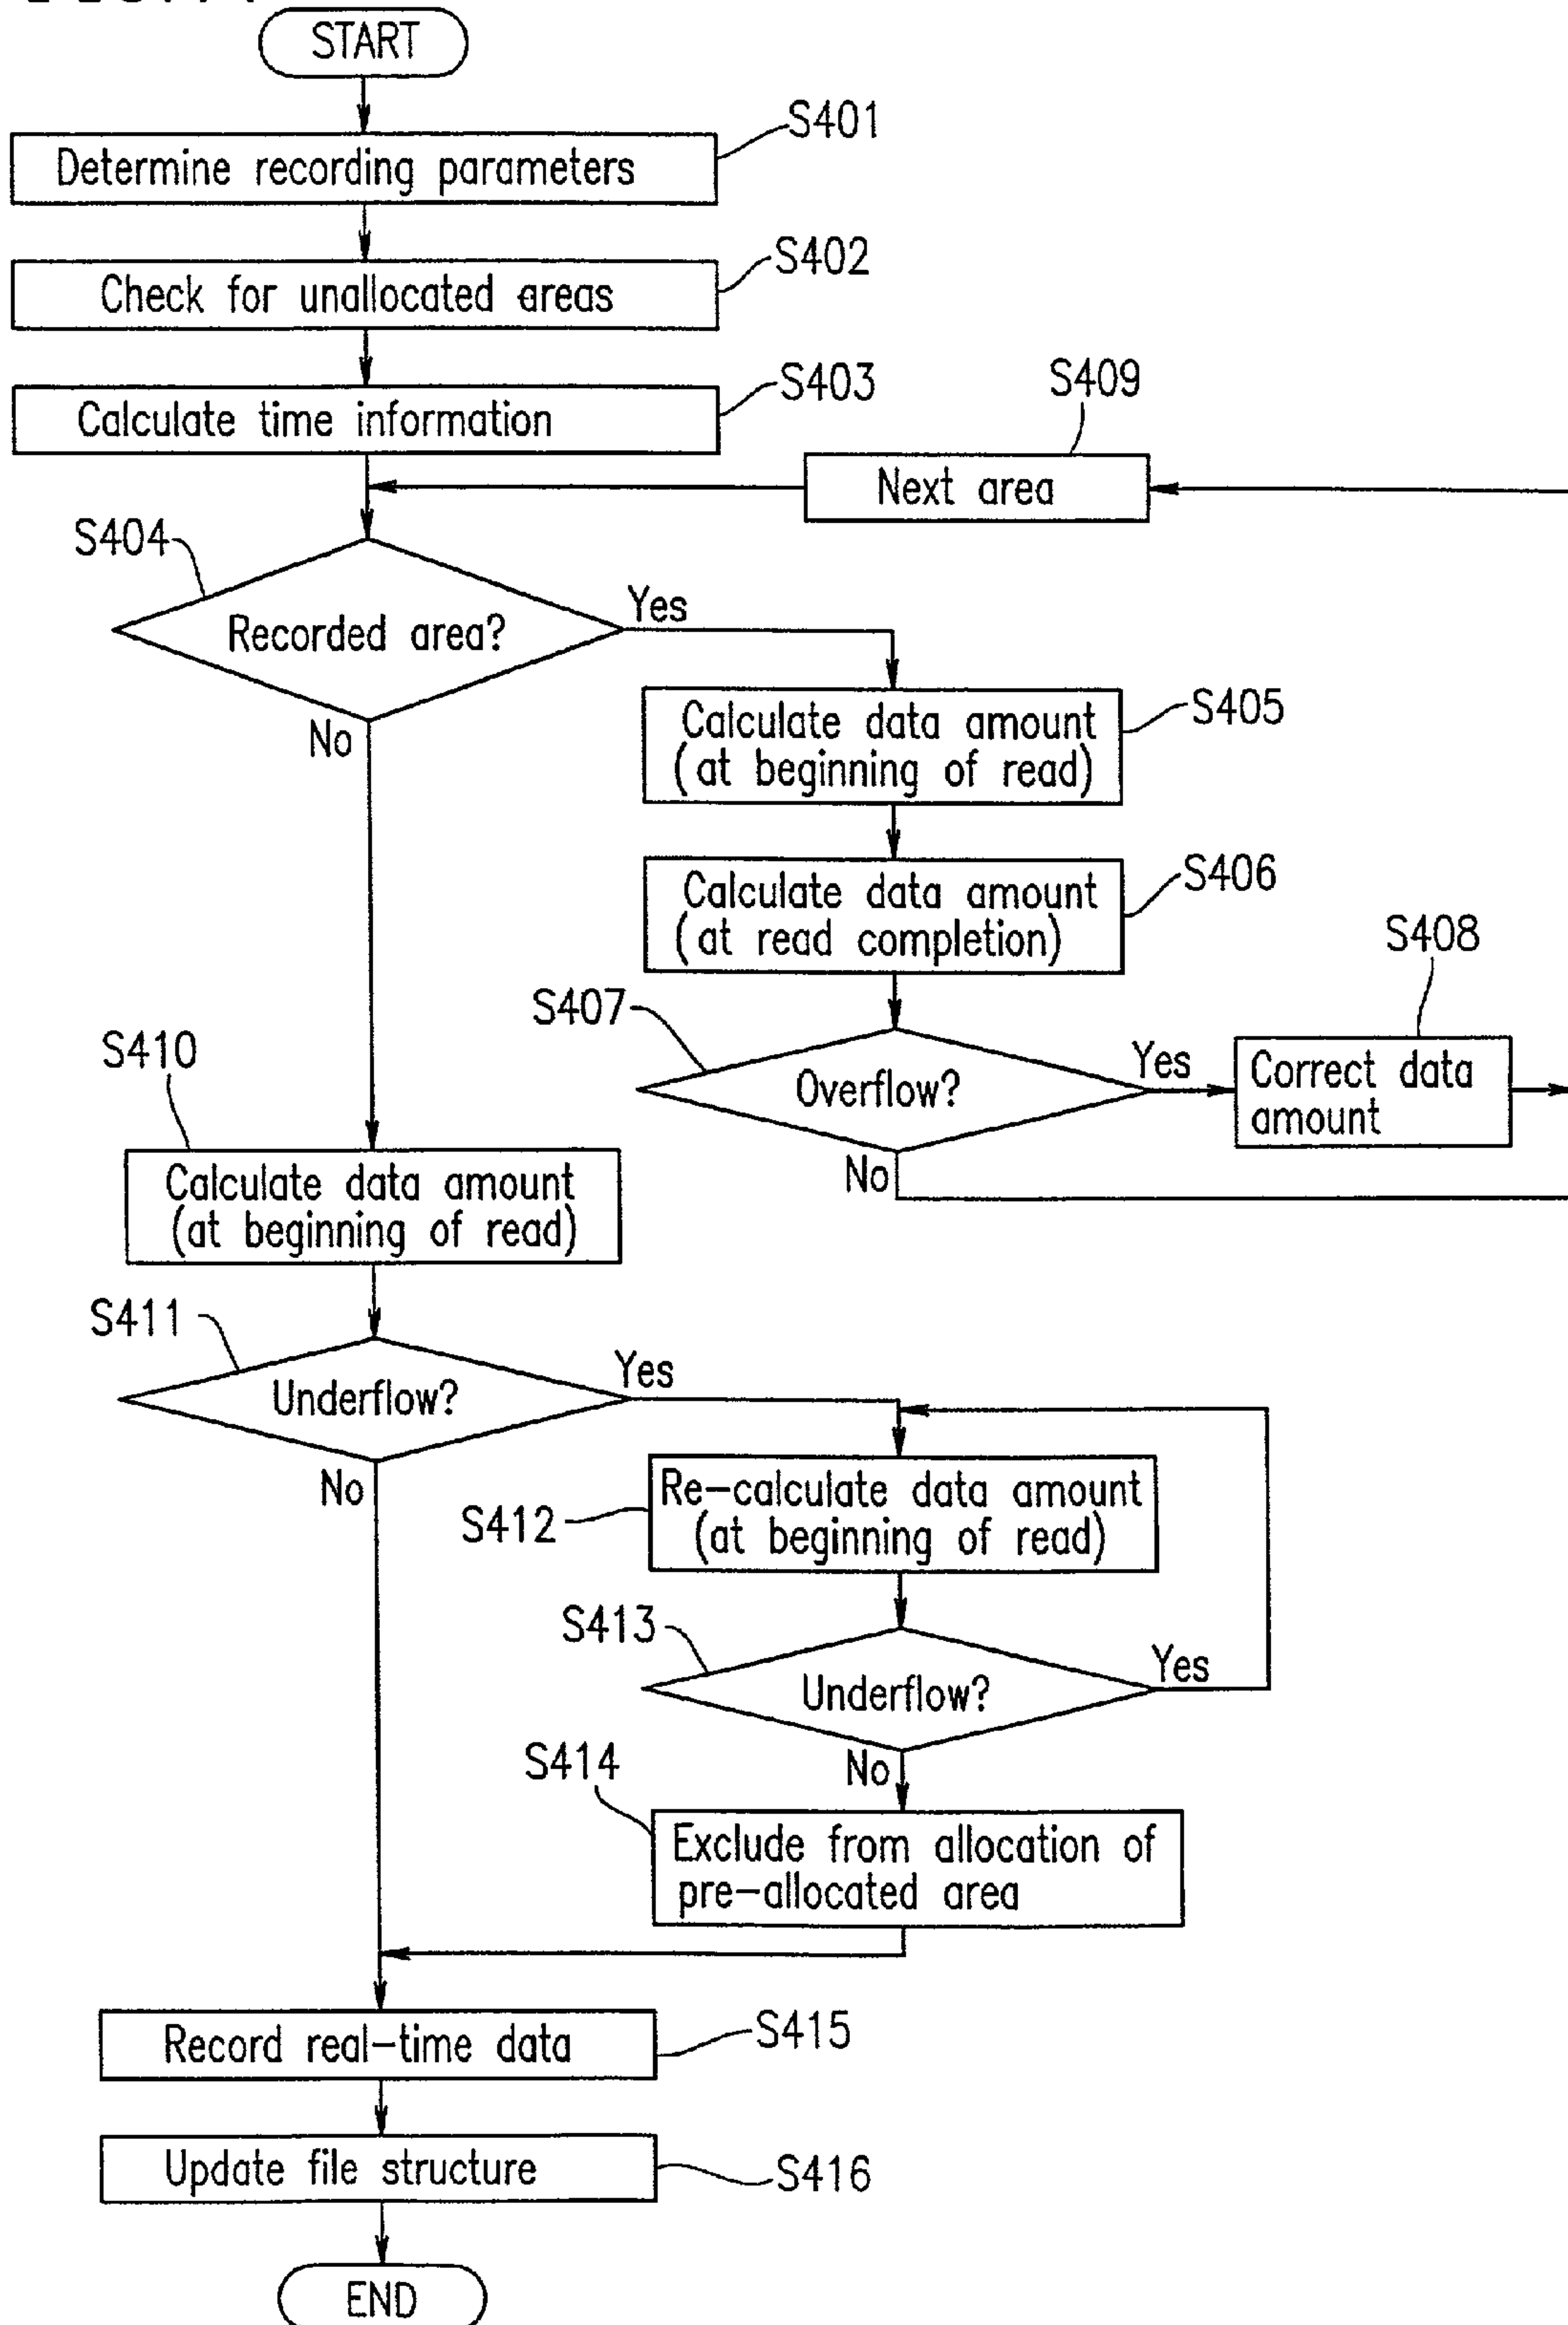 START
S401
Determine recording parameters
S402
Check for unallocated areas
S403
Calculate time information
S409
Next area
S404
Recorded area?
Yes
No
S405
Calculate data amount
(at beginning of read)
S406
Calculate data amount
(at read completion)
S408
S407
Overflow?
Yes
Correct data
amount
No
S410
Calculate data amount
(at beginning of read)
S411
Underflow?
Yes
No
S412
Re-calculate data amount
(at beginning of read)
S413
Underflow?
Yes
No
S414
Exclude from allocation of
pre-allocated area
Record real-time data
S415
Update file structure
S416
END